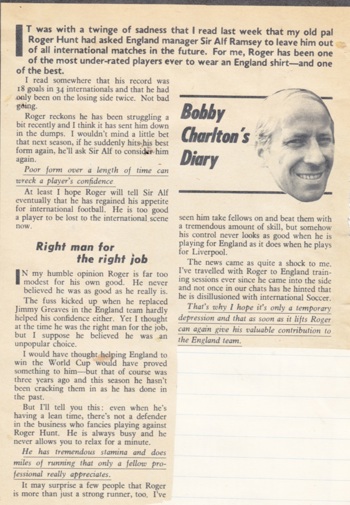 IT was with a twinge of sadness that I read last week that my old pal
Roger Hunt had asked England manager Sir Alf Ramsey to leave him out
of all international matches in the future. For me, Roger has been one
of the most under-rated players ever to wear an England shirt—and one
of the best.
I read somewhere that his record was
18 goals in 34 internationals and that he had
only been on the losing side twice. Not bad
going.
Roger reckons he has been struggling a
bit recently and I think it has sent him down
in the dumps. I wouldn't mind a little bet
that next season, if he suddenly hits his best
form again, he'll ask Sir Alf to consider him
again.
Poor form over a length of time can
wreck a player's confidence
At least I hope Roger will tell Sir Alf
eventually that he has regained his appetite
for international football. He is too good
a player to be lost to the international scene
now.
Right man for
the right job
IN my humble opinion Roger is far too
modest for his own good. He never
believed he was as good as he really is.
The fuss kicked up when he replaced
Jimmy Greaves in the England team hardly
helped his confidence either. Yet I thought
at the time he was the right man for the job,
but I suppose he believed he was an
unpopular choice.
I would have thought helping England to
win the World Cup would have proved
something to him—but that of course was
three years ago and this season he hasn't
been cracking them in as he has done in
the past.
But I'll tell you this: even when he's
having a lean time, there's not a defender
in the business who fancies playing against
Roger Hunt. He is always busy and he
never allows you to relax for a minute.
He has tremendous stamina and does
miles of running that only a fellow pro-
fessional really appreciates.
It may surprise a few people that Roger
is more than just a strong runner, too. I've
Bobby
Charlton's
Diary
seen him take fellows on and beat them with
a tremendous amount of skill, but somehow
his control never looks as good when he is
playing for England as it does when he plays
for Liverpool.
The news came as quite a shock to me.
I've travelled with Roger to England train-
ing sessions ever since he came into the side
and not once in our chats has he hinted that
he is disillusioned with international Soccer.
That's why I hope it's only a temporary
depression and that as soon as it lifts Roger
can again give his valuable contribution to
the England team.